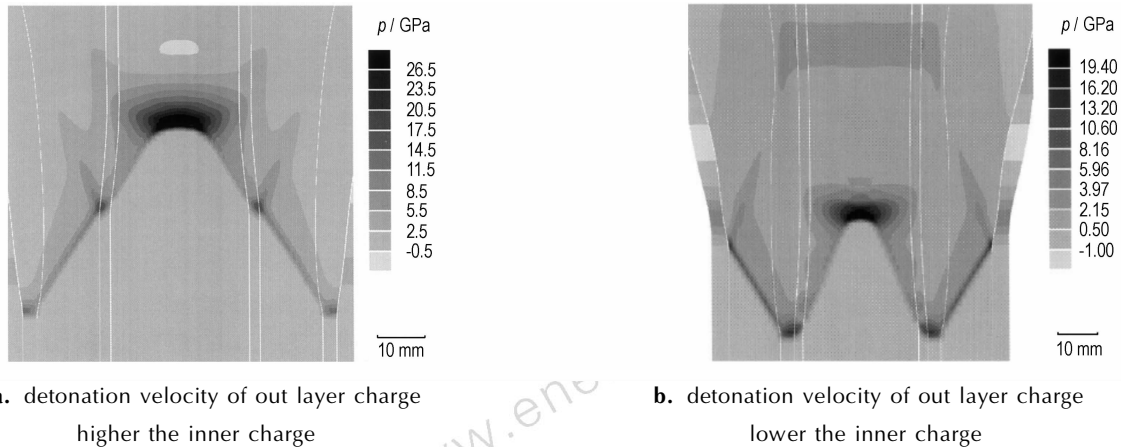 p / GPa
26.5
23.5
20.5
17.5
14.5
11.5
8.5
5.5
2.5
-0.5
10 mm
p / GPa
19.40
16.20
13.20
10.60
8.16
5.96
3.97
2.15
0.50
-1.00
10 mm
. detonation velocity of out layer charge
higher the inner charge
b. detonation velocity of out layer charge
lower the inner charge
w.ene